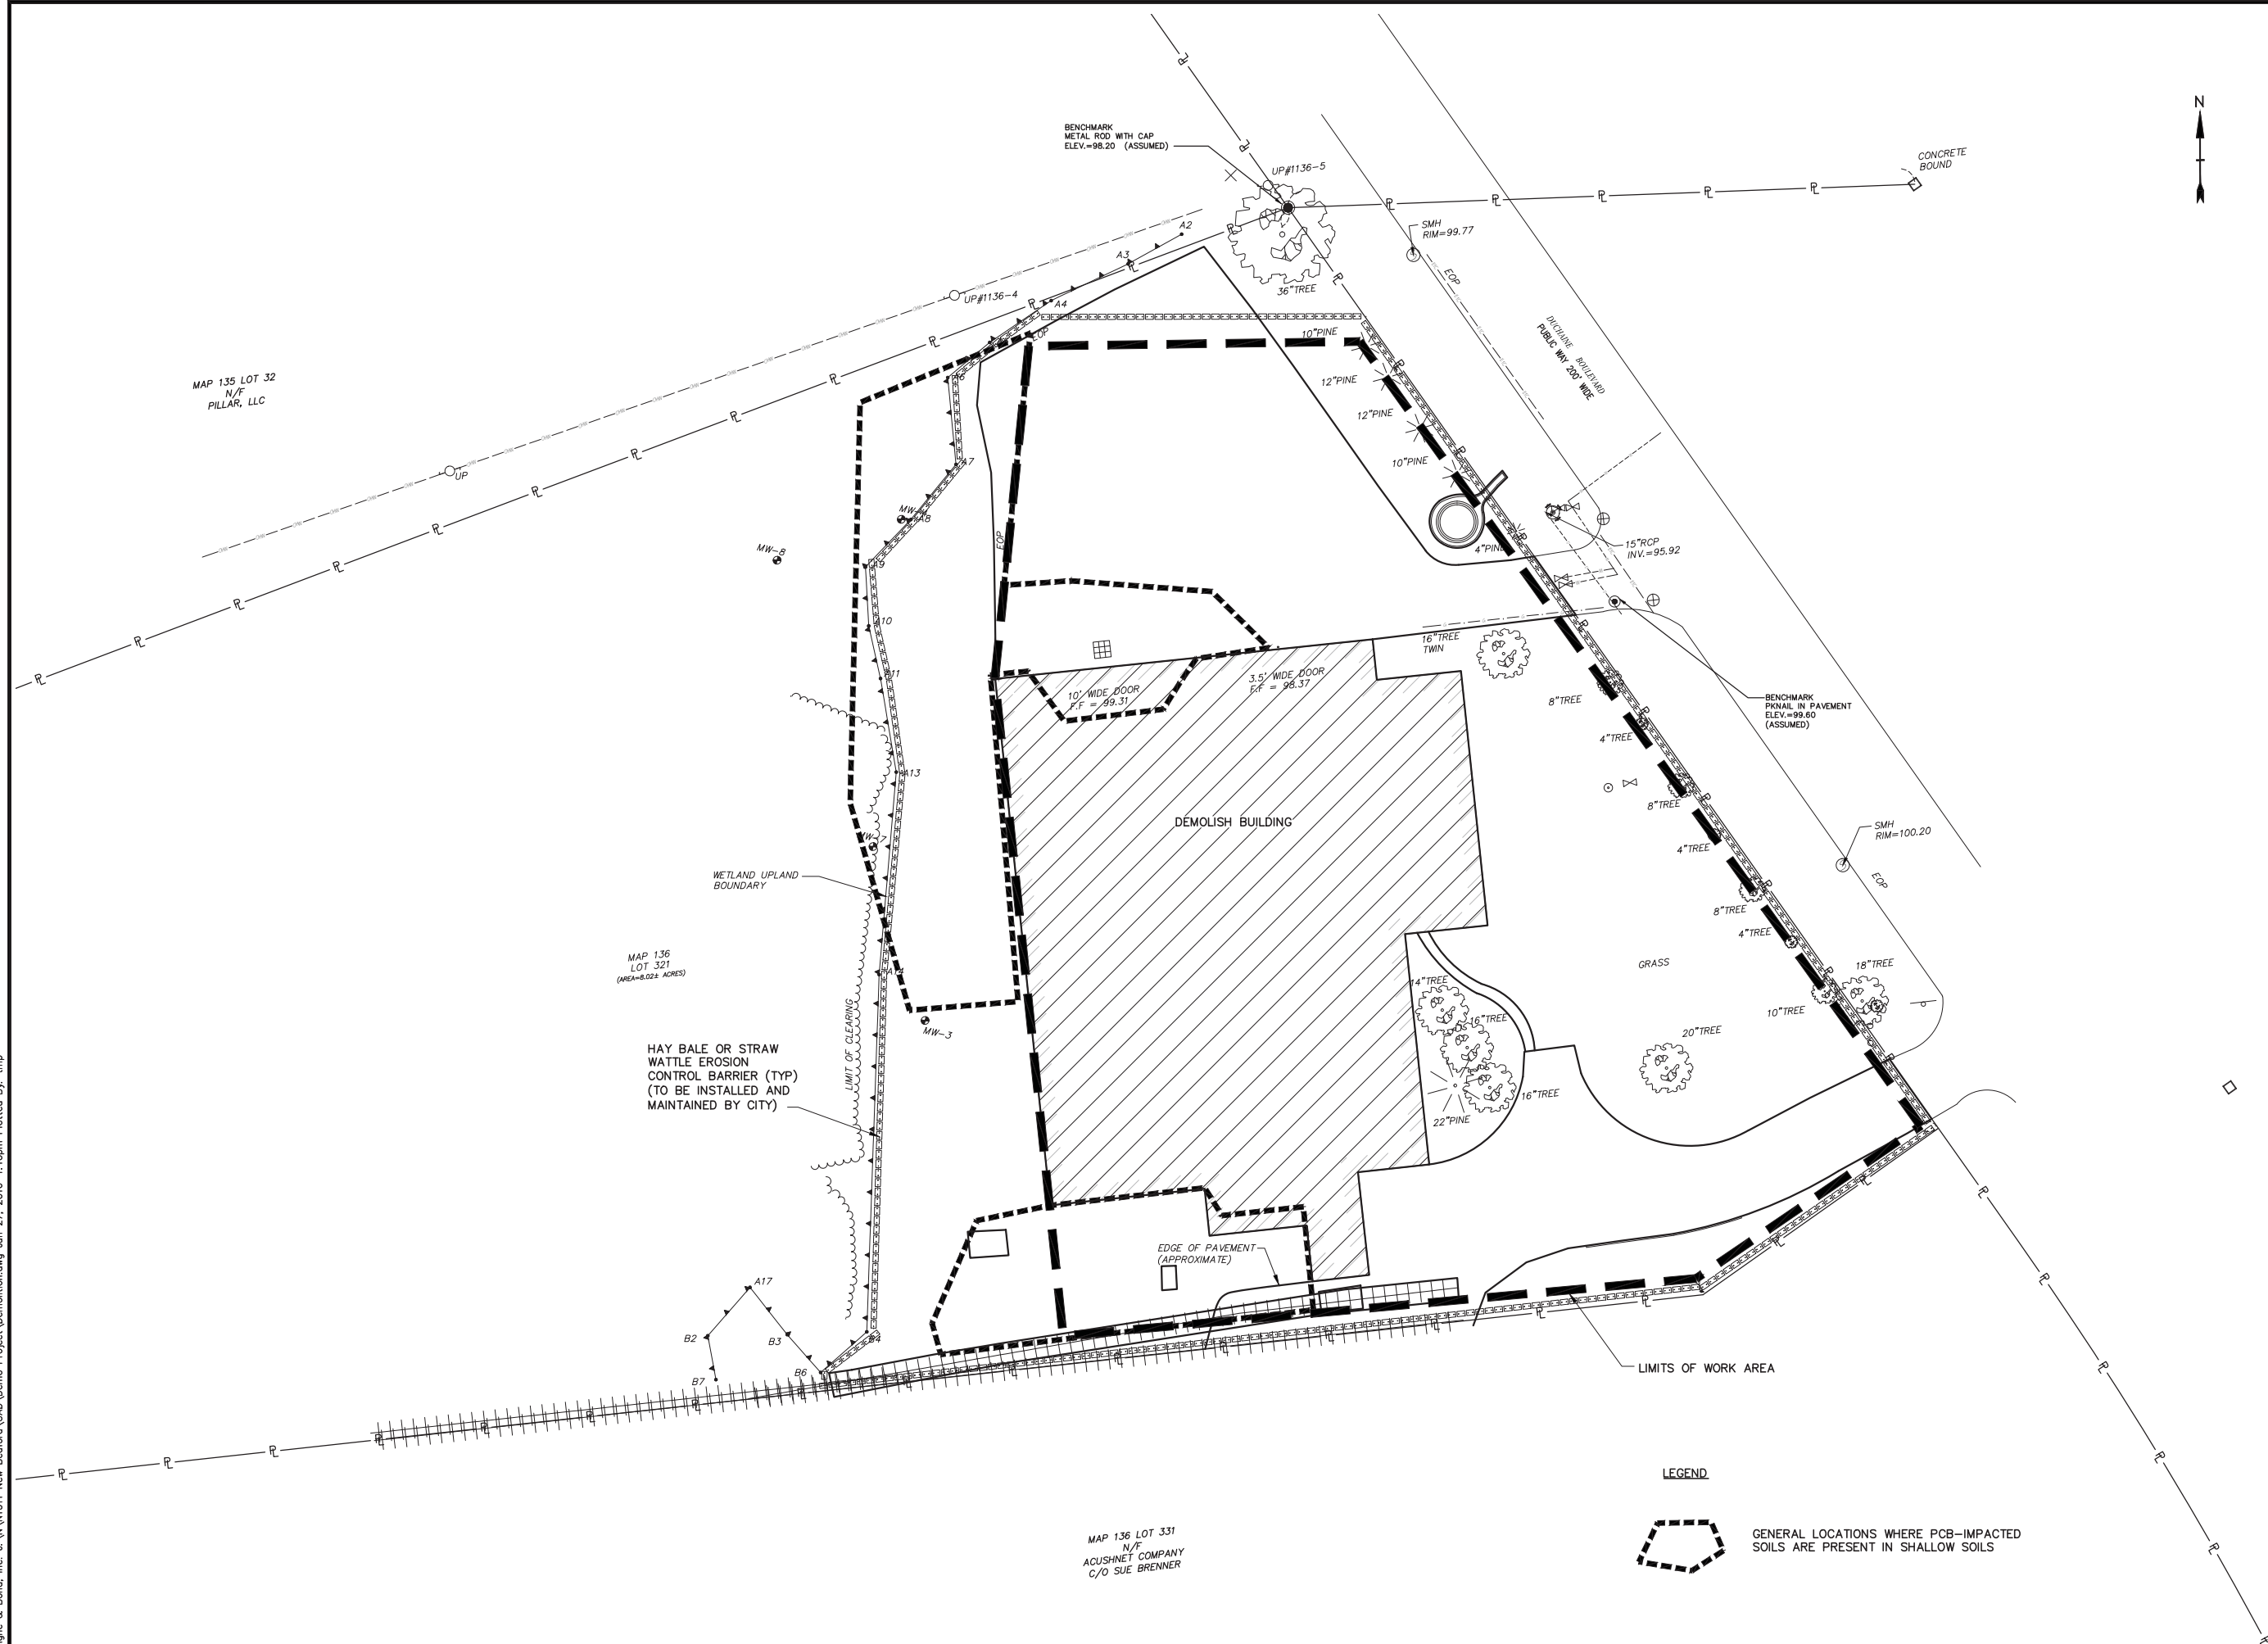 N
BENCHMARK
METAL ROD WITH CAP
ELEV.=98.20 (ASSUMED)
UP#1136-5
CONCRETE
BOUND
A2
A3
A4
SMH
RIM=99.77
EOP
36"TREE
UP#1136-4
EOP
10"PINE
DUCHAINE BOULEVARD
PUBLIC WAY 200' WIDE
MAP 135 LOT 32
N/F
PILLAR, LLC
12"PINE
12"PINE
10"PINE
A7
UP
A8
MW-8
EOP
4"PINE
15"RCP
INV.=95.92
A9
A10
16"TREE
TWIN
A11
10' WIDE DOOR
F.F = 99.31
3.5' WIDE DOOR
F.F = 98.37
8"TREE
BENCHMARK
PKNAIL IN PAVEMENT
ELEV.=99.60
(ASSUMED)
4"TREE
A13
8"TREE
DEMOLISH BUILDING
SMH
RIM=100.20
4"TREE
MW-7
WETLAND UPLAND
BOUNDARY
EOP
8"TREE
4"TREE
MAP 136
LOT 321
(AREA=8.02± ACRES)
A14
GRASS
18"TREE
14"TREE
16"TREE
10"TREE
20"TREE
MW-3
LIMIT OF CLEARING
HAY BALE OR STRAW
WATTLE EROSION
CONTROL BARRIER (TYP)
(TO BE INSTALLED AND
MAINTAINED BY CITY)
16"TREE
22"PINE
EDGE OF PAVEMENT
(APPROXIMATE)
A17
B2
B3
B4
B6
B7
LIMITS OF WORK AREA
LEGEND
GENERAL LOCATIONS WHERE PCB-IMPACTED
SOILS ARE PRESENT IN SHALLOW SOILS
MAP 136 LOT 331
N/F
ACUSHNET COMPANY
C/O SUE BRENNER